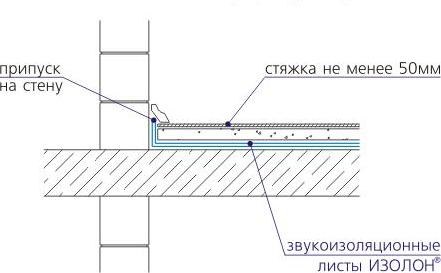 припуск
на стену
стяжка не менее 50мм
звукоизоляционные
листы ИЗОЛОН®